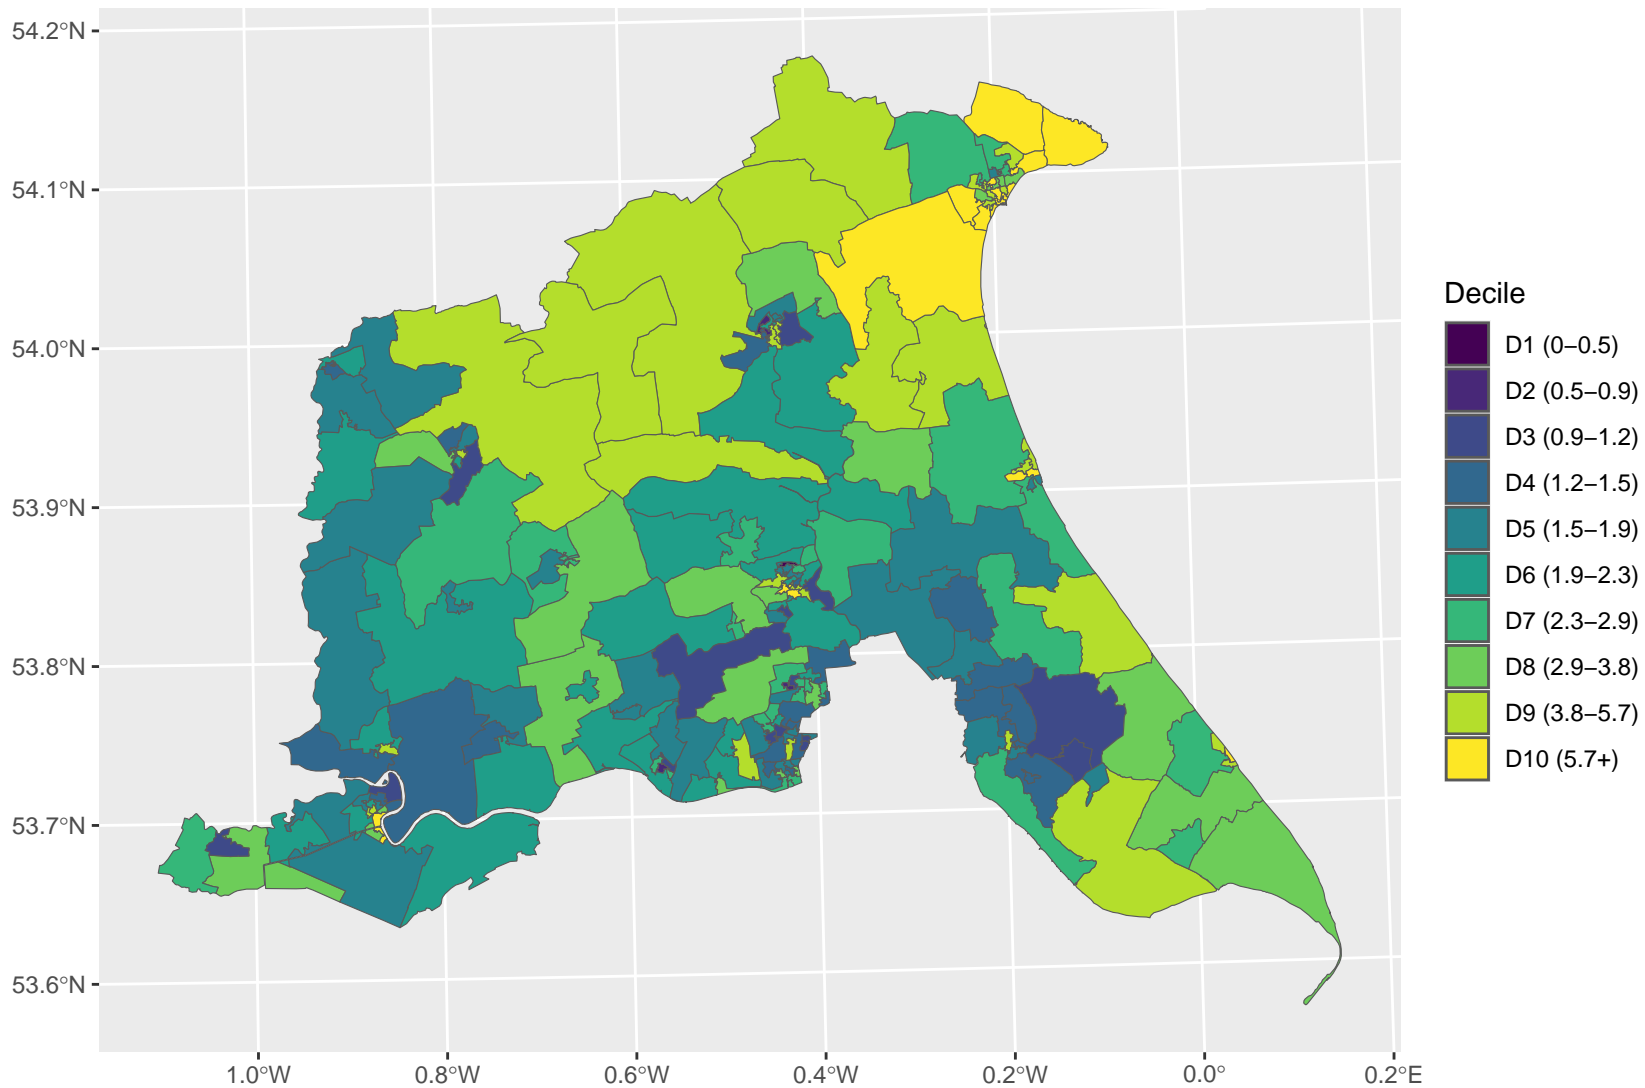 54.2°N
54.1°N
54.0°N
53.9°N
53.8°N
53.7°N
53.6°N
1.0°W
0.8°W
0.6°W
0.4°W
0.2°W
0.0°
0.2°E
Decile
D1 (0–0.5)
D2 (0.5–0.9)
D3 (0.9–1.2)
D4 (1.2–1.5)
D5 (1.5–1.9)
D6 (1.9–2.3)
D7 (2.3–2.9)
D8 (2.9–3.8)
D9 (3.8–5.7)
D10 (5.7+)